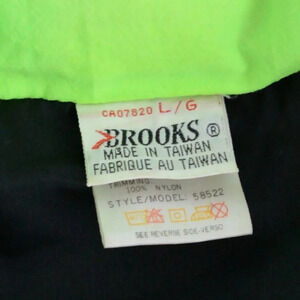 CA07820 L/G
BROOKS ®
MADE IN TAIWAN
FABRIQUE AU TAIWAN
TRIMMING:
100% NYLON
STYLE/MODEL: 58522
SEE REVERSE SIDE-VERSO